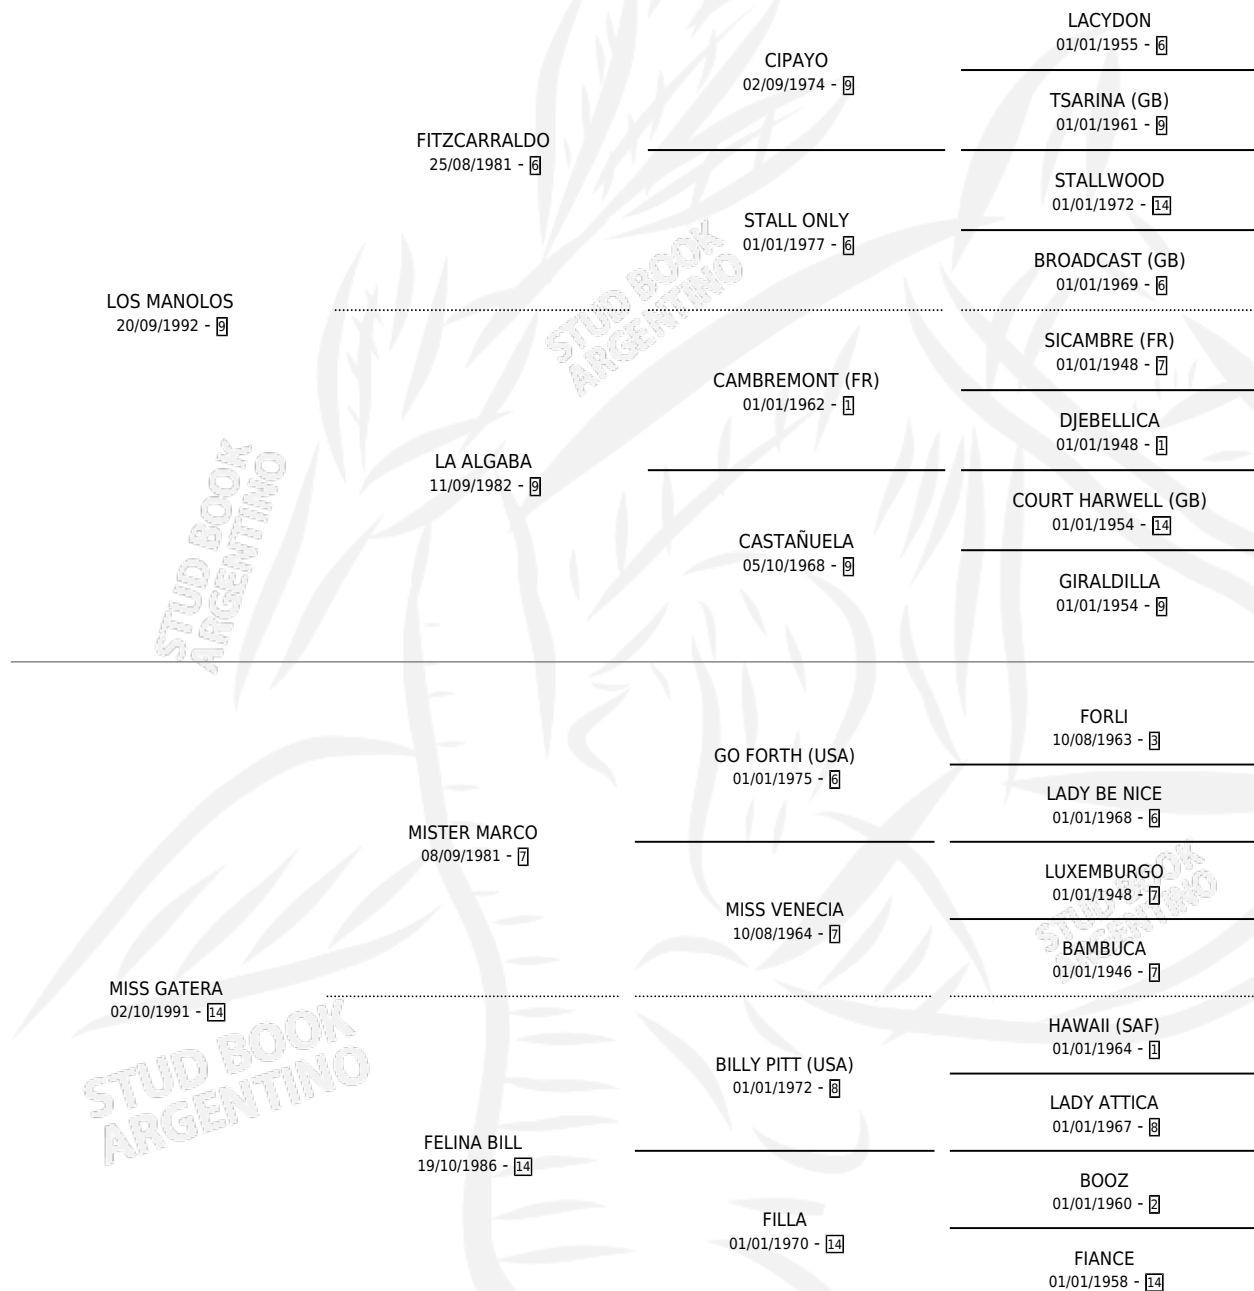 LACYDON
01/01/1955 - 6
CIPAYO
02/09/1974 - 9
TSARINA (GB)
01/01/1961 - 9
FITZCARRALDO
25/08/1981 - 6
STALLWOOD
01/01/1972 - 14
STALL ONLY
01/01/1977 - 6
BROADCAST (GB)
01/01/1969 - 6
LOS MANOLOS
20/09/1992 - 9
STUD BOOK
ARGENTINO
SICAMBRE (FR)
01/01/1948 - 7
CAMBREMONT (FR)
01/01/1962 - 1
DJEBELLICA
01/01/1948 - 1
LA ALGABA
11/09/1982 - 9
COURT HARWELL (GB)
01/01/1954 - 14
CASTAÑUELA
05/10/1968 - 9
GIRALDILLA
01/01/1954 - 9
STUD BOOK
ARGENTINO
FORLI
10/08/1963 - 3
GO FORTH (USA)
01/01/1975 - 6
LADY BE NICE
01/01/1968 - 6
MISTER MARCO
08/09/1981 - 7
LUXEMBURGO
01/01/1948 - 7
MISS VENECIA
10/08/1964 - 7
STUD BOOK
ARGENTINO
BAMBUCA
01/01/1946 - 7
MISS GATERA
02/10/1991 - 14
HAWAII (SAF)
01/01/1964 - 1
BILLY PITT (USA)
01/01/1972 - 8
STUD BOOK
ARGENTINO
LADY ATTICA
01/01/1967 - 8
FELINA BILL
19/10/1986 - 14
BOOZ
01/01/1960 - 2
FILLA
01/01/1970 - 14
FIANCE
01/01/1958 - 14